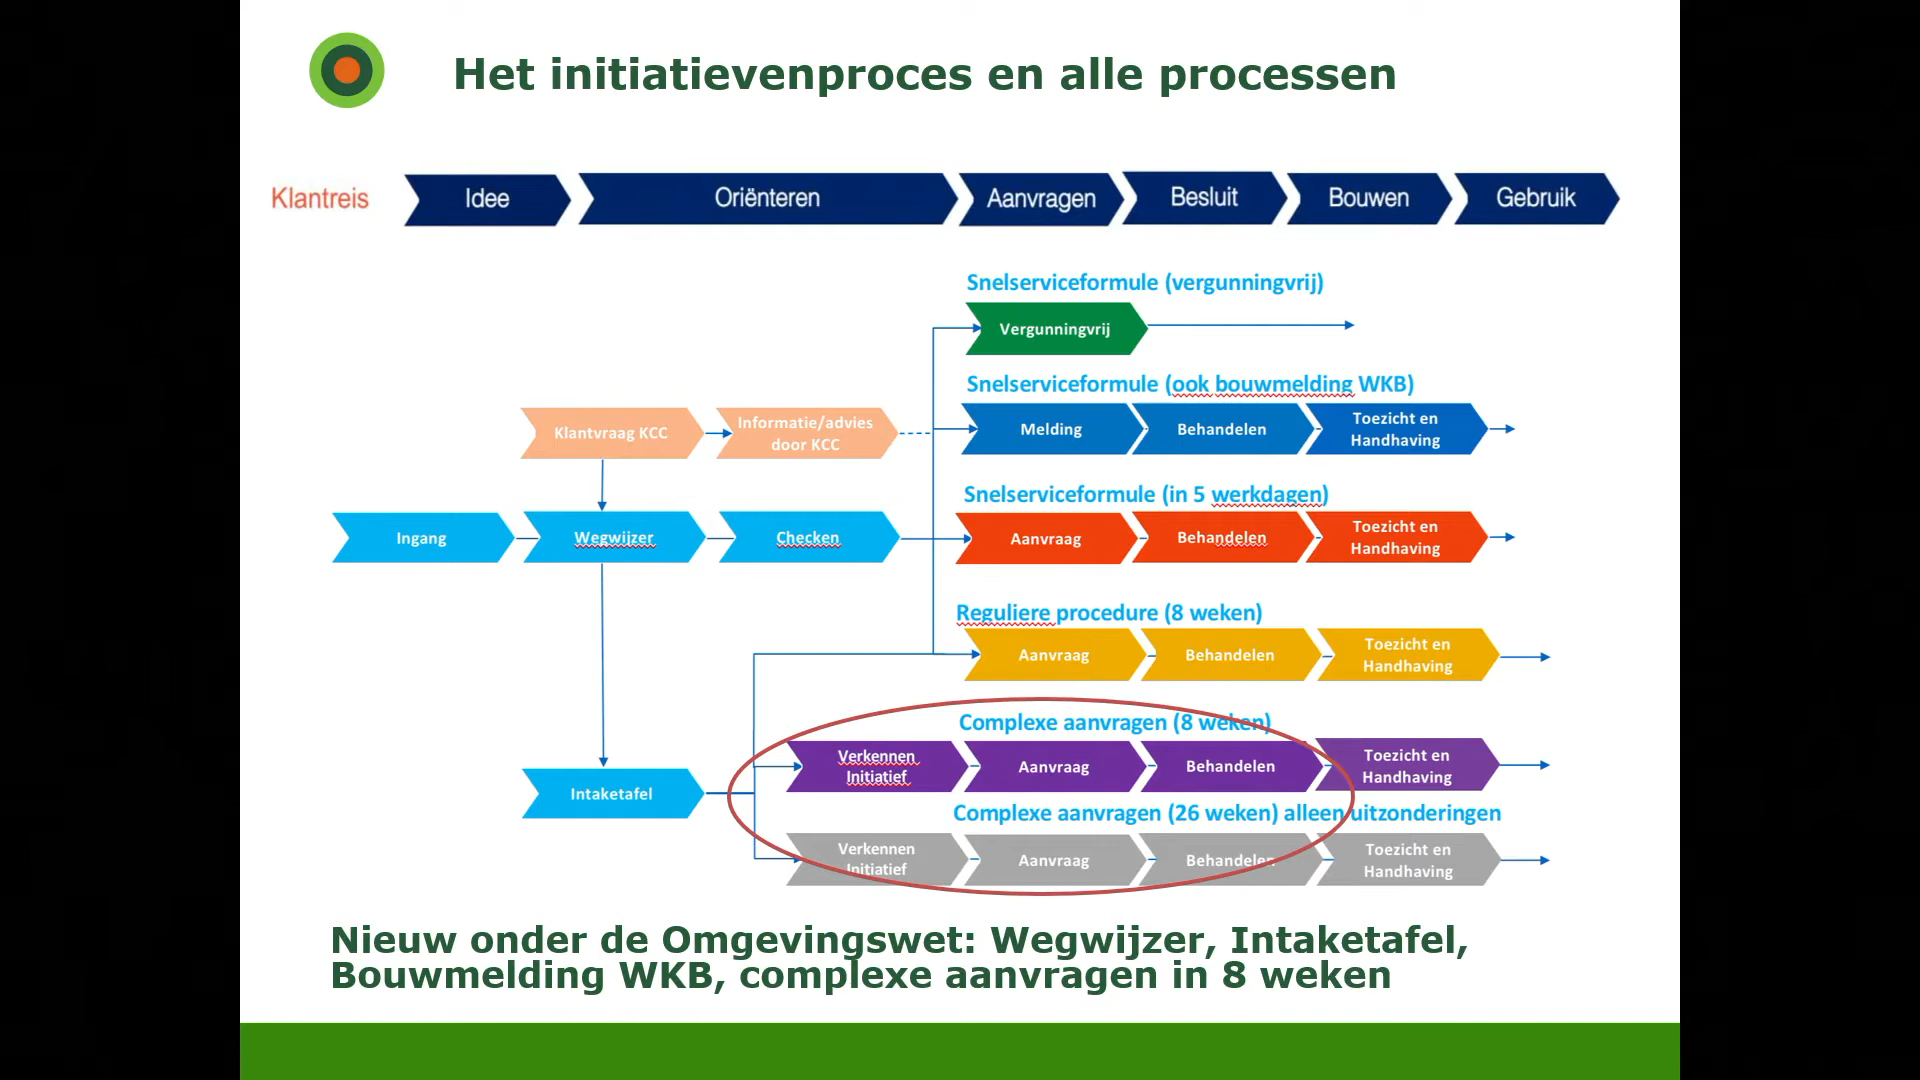 Het initiatievenproces en alle processen
Klantreis
Idee
Oriënteren
Aanvragen
Besluit
Bouwen
Gebruik
Snelserviceformule (vergunningvrij)
Vergunningvrij
Snelserviceformule (ook bouwmelding WKB)
Klantvraag KCC
Informatie/advies
door KCC
Melding
Behandelen
Toezicht en
Handhaving
Snelserviceformule (in 5 werkdagen)
Ingang
Wegwijzer
Checken
Aanvraag
Behandelen
Toezicht en
Handhaving
Reguliere procedure (8 weken)
Aanvraag
Behandelen
Toezicht en
Handhaving
Complexe aanvragen (8 weken)
Intaketafel
Verkennen
Initiatief
Aanvraag
Behandelen
Toezicht en
Handhaving
Complexe aanvragen (26 weken) alleen uitzonderingen
Verkennen
Initiatief
Aanvraag
Behandelen
Toezicht en
Handhaving
Nieuw onder de Omgevingswet: Wegwijzer, Intaketafel,
Bouwmelding WKB, complexe aanvragen in 8 weken